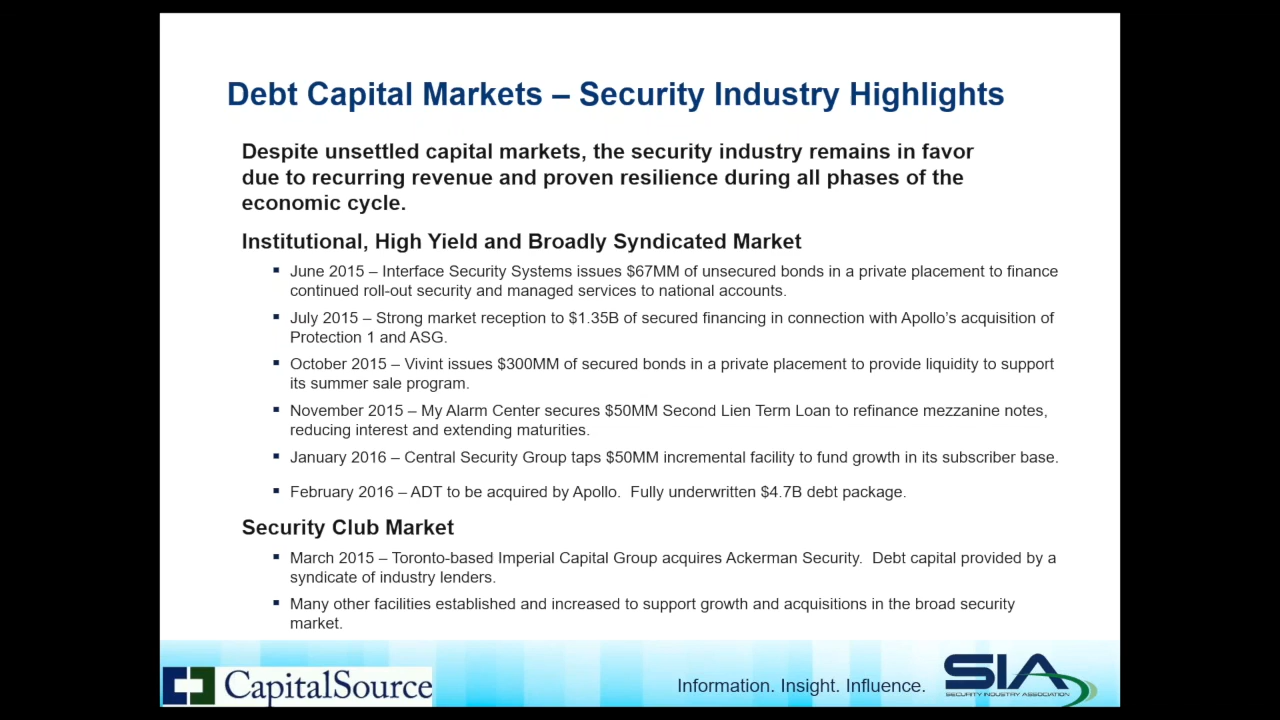 Debt Capital Markets – Security Industry Highlights
Despite unsettled capital markets, the security industry remains in favor
due to recurring revenue and proven resilience during all phases of the
economic cycle.
Institutional, High Yield and Broadly Syndicated Market
▪ June 2015 – Interface Security Systems issues $67MM of unsecured bonds in a private placement to finance
continued roll-out security and managed services to national accounts.
▪ July 2015 – Strong market reception to $1.35B of secured financing in connection with Apollo's acquisition of
Protection 1 and ASG.
▪ October 2015 – Vivint issues $300MM of secured bonds in a private placement to provide liquidity to support
its summer sale program.
▪ November 2015 – My Alarm Center secures $50MM Second Lien Term Loan to refinance mezzanine notes,
reducing interest and extending maturities.
▪ January 2016 – Central Security Group taps $50MM incremental facility to fund growth in its subscriber base.
▪ February 2016 – ADT to be acquired by Apollo.  Fully underwritten $4.7B debt package.
Security Club Market
▪ March 2015 – Toronto-based Imperial Capital Group acquires Ackerman Security.  Debt capital provided by a
syndicate of industry lenders.
▪ Many other facilities established and increased to support growth and acquisitions in the broad security
market.
CapitalSource
Information. Insight. Influence.
SIA
SECURITY INDUSTRY ASSOCIATION